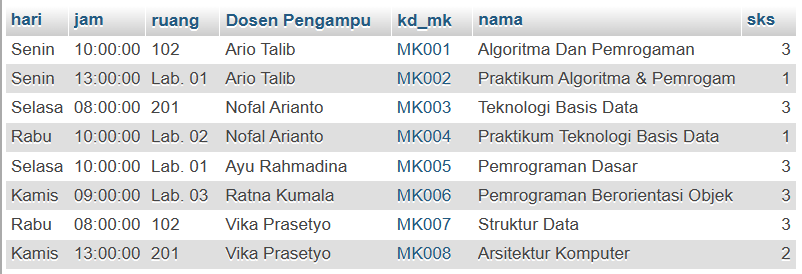 hari jam ruang Dosen Pengampu kd_mk nama sks
Senin 10:00:00 102 Ario Talib MK001 Algoritma Dan Pemrogaman 3
Senin 13:00:00 Lab. 01 Ario Talib MK002 Praktikum Algoritma & Pemrogam 1
Selasa 08:00:00 201 Nofal Arianto MK003 Teknologi Basis Data 3
Rabu 10:00:00 Lab. 02 Nofal Arianto MK004 Praktikum Teknologi Basis Data 1
Selasa 10:00:00 Lab. 01 Ayu Rahmadina MK005 Pemrograman Dasar 3
Kamis 09:00:00 Lab. 03 Ratna Kumala MK006 Pemrograman Berorientasi Objek 3
Rabu 08:00:00 102 Vika Prasetyo MK007 Struktur Data 3
Kamis 13:00:00 201 Vika Prasetyo MK008 Arsitektur Komputer 2